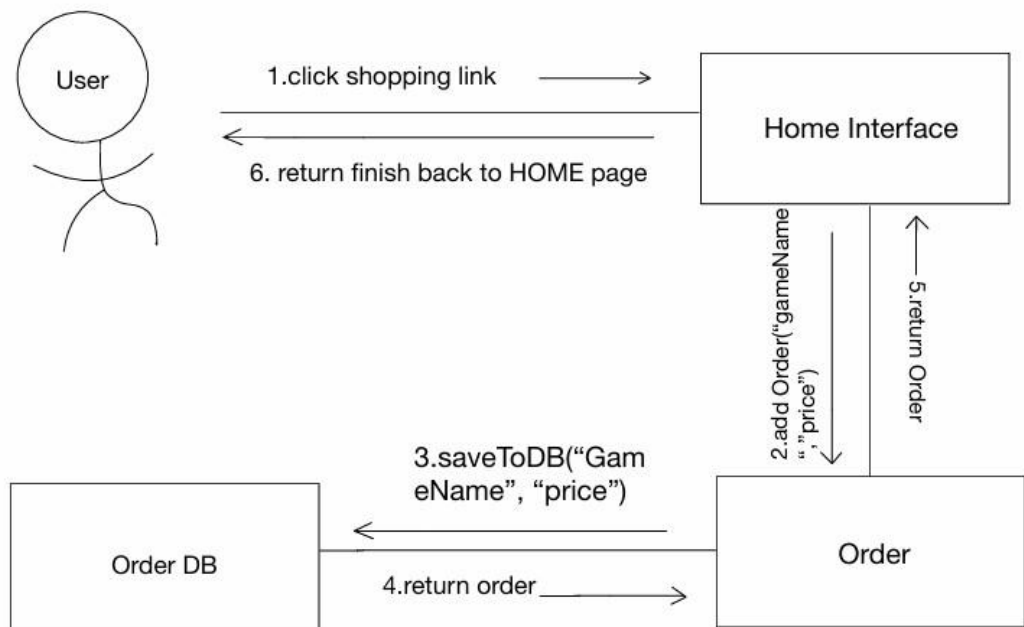 User
1.click shopping link
Home Interface
6. return finish back to HOME page
2.add Order(“gameName
“,”price”)
5.return Order
3.saveToDB(“Gam
eName”, “price”)
Order DB
4.return order
Order